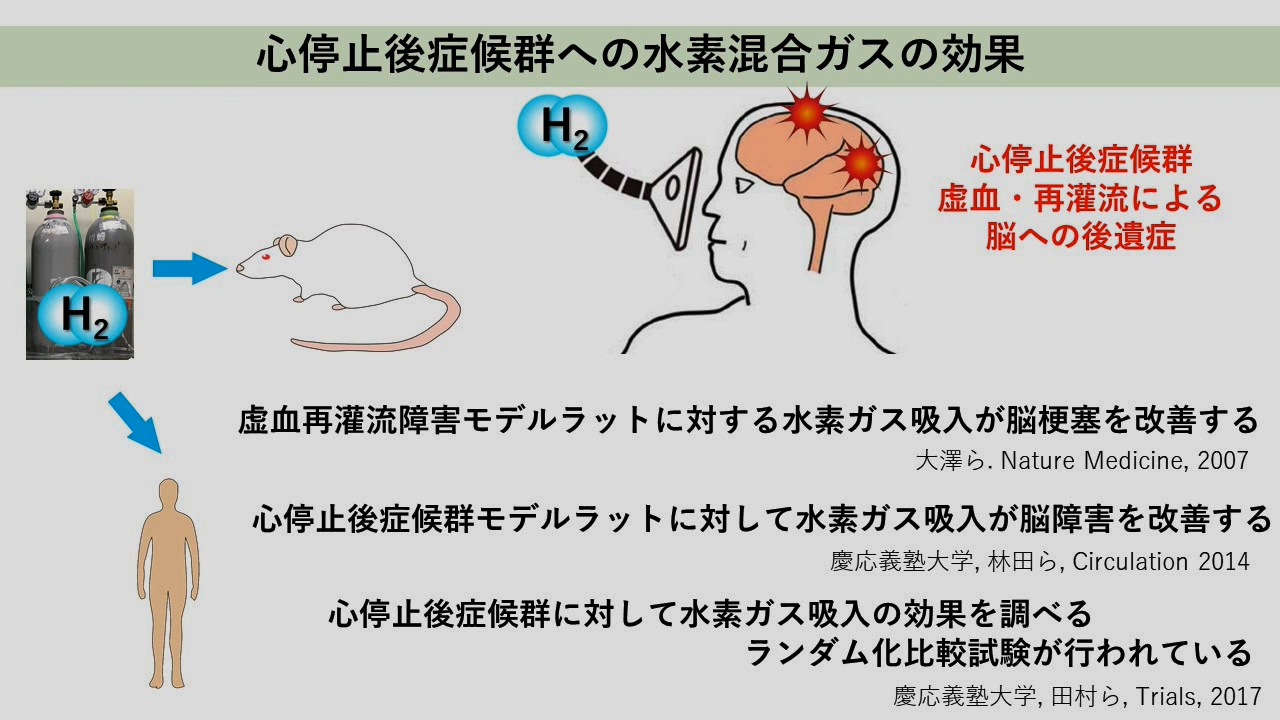 心停止後症候群への水素混合ガスの効果
H2
心停止後症候群
虚血・再灌流による
脳への後遺症
H2
虚血再灌流障害モデルラットに対する水素ガス吸入が脳梗塞を改善する
大澤ら. Nature Medicine, 2007
心停止後症候群モデルラットに対して水素ガス吸入が脳障害を改善する
慶応義塾大学, 林田ら, Circulation 2014
心停止後症候群に対して水素ガス吸入の効果を調べる
ランダム化比較試験が行われている
慶応義塾大学, 田村ら, Trials, 2017